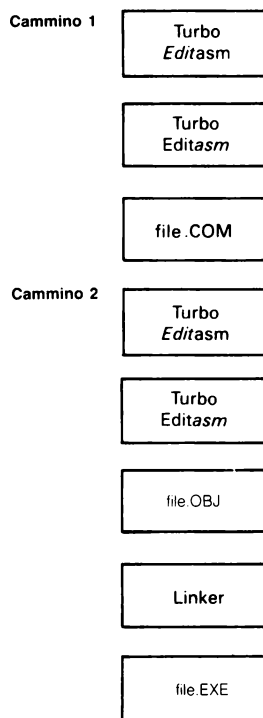 Cammino 1
Turbo
Editasm
Turbo
Editasm
file.COM
Cammino 2
Turbo
Editasm
Turbo
Editasm
file.OBJ
Linker
file.EXE